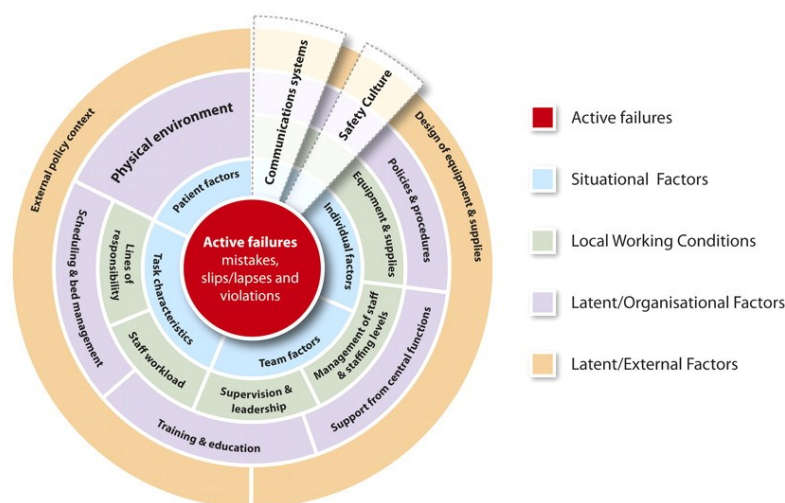 Communications systems
Safety Culture
External policy context
Physical environment
Design of equipment & supplies
Policies & procedures
Patient factors
Individual factors
Equipment & supplies
Scheduling & bed management
Lines of
responsibility
Task characteristics
Active failures
mistakes,
slips/lapses and
violations
Staff workload
Team factors
Management of staff
& staffing levels
Supervision &
leadership
Support from central functions
Training & education
Active failures
Situational Factors
Local Working Conditions
Latent/Organisational Factors
Latent/External Factors